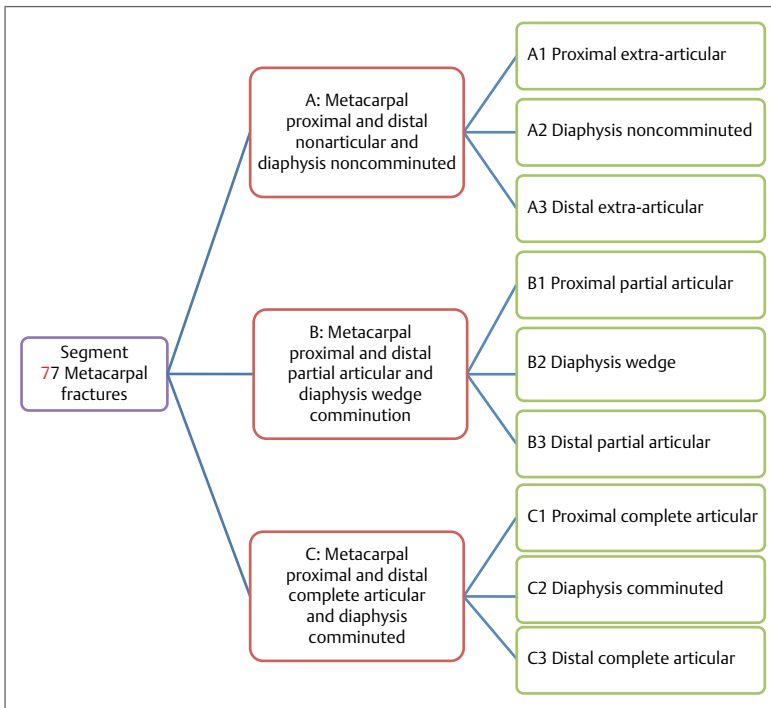 Segment
77 Metacarpal
fractures
A: Metacarpal
proximal and distal
nonarticular and
diaphysis noncomminuted
A1 Proximal extra-articular
A2 Diaphysis noncomminuted
A3 Distal extra-articular
B: Metacarpal
proximal and distal
partial articular and
diaphysis wedge
comminution
B1 Proximal partial articular
B2 Diaphysis wedge
B3 Distal partial articular
C: Metacarpal
proximal and distal
complete articular
and diaphysis
comminuted
C1 Proximal complete articular
C2 Diaphysis comminuted
C3 Distal complete articular